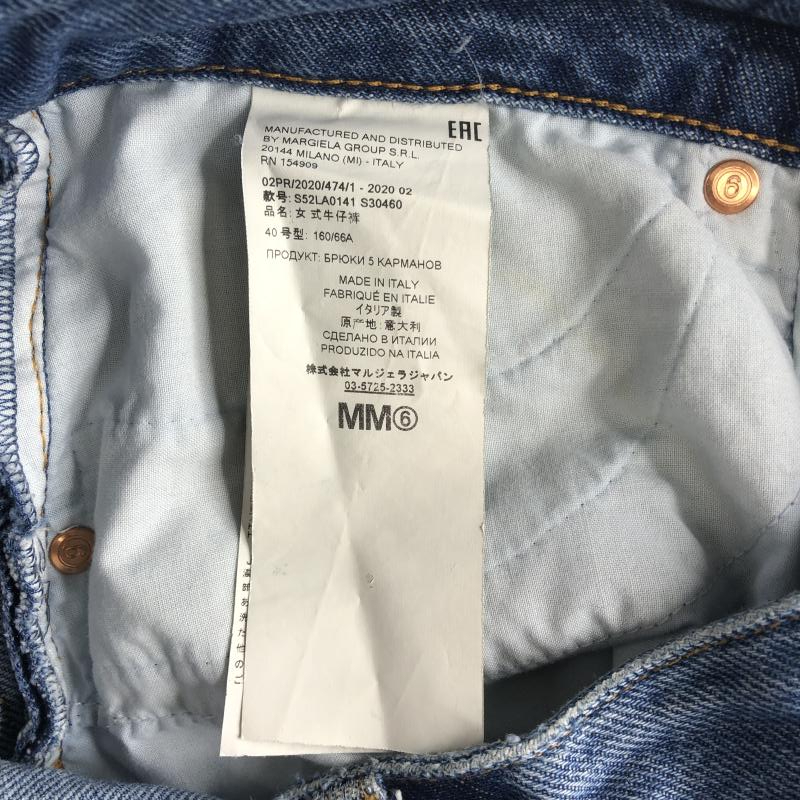 EAC
MANUFACTURED AND DISTRIBUTED
BY MARGIELA GROUP S.R.L.
20144 MILANO (MI) - ITALY
RN 154909
02PR/2020/474/1 - 2020 02
款号: S52LA0141 S30460
品名: 女式牛仔裤
40 号型: 160/66A
ПРОДУКТ: БРЮКИ 5 КАРМАНОВ
MADE IN ITALY
FABRIQUÉ EN ITALIE
イタリア製
原产地: 意大利
СДЕЛАНО В ИТАЛИИ
PRODUZIDO NA ITALIA
株式会社マルジェラジャパン
03-5725-2333
MM⑥
6
6